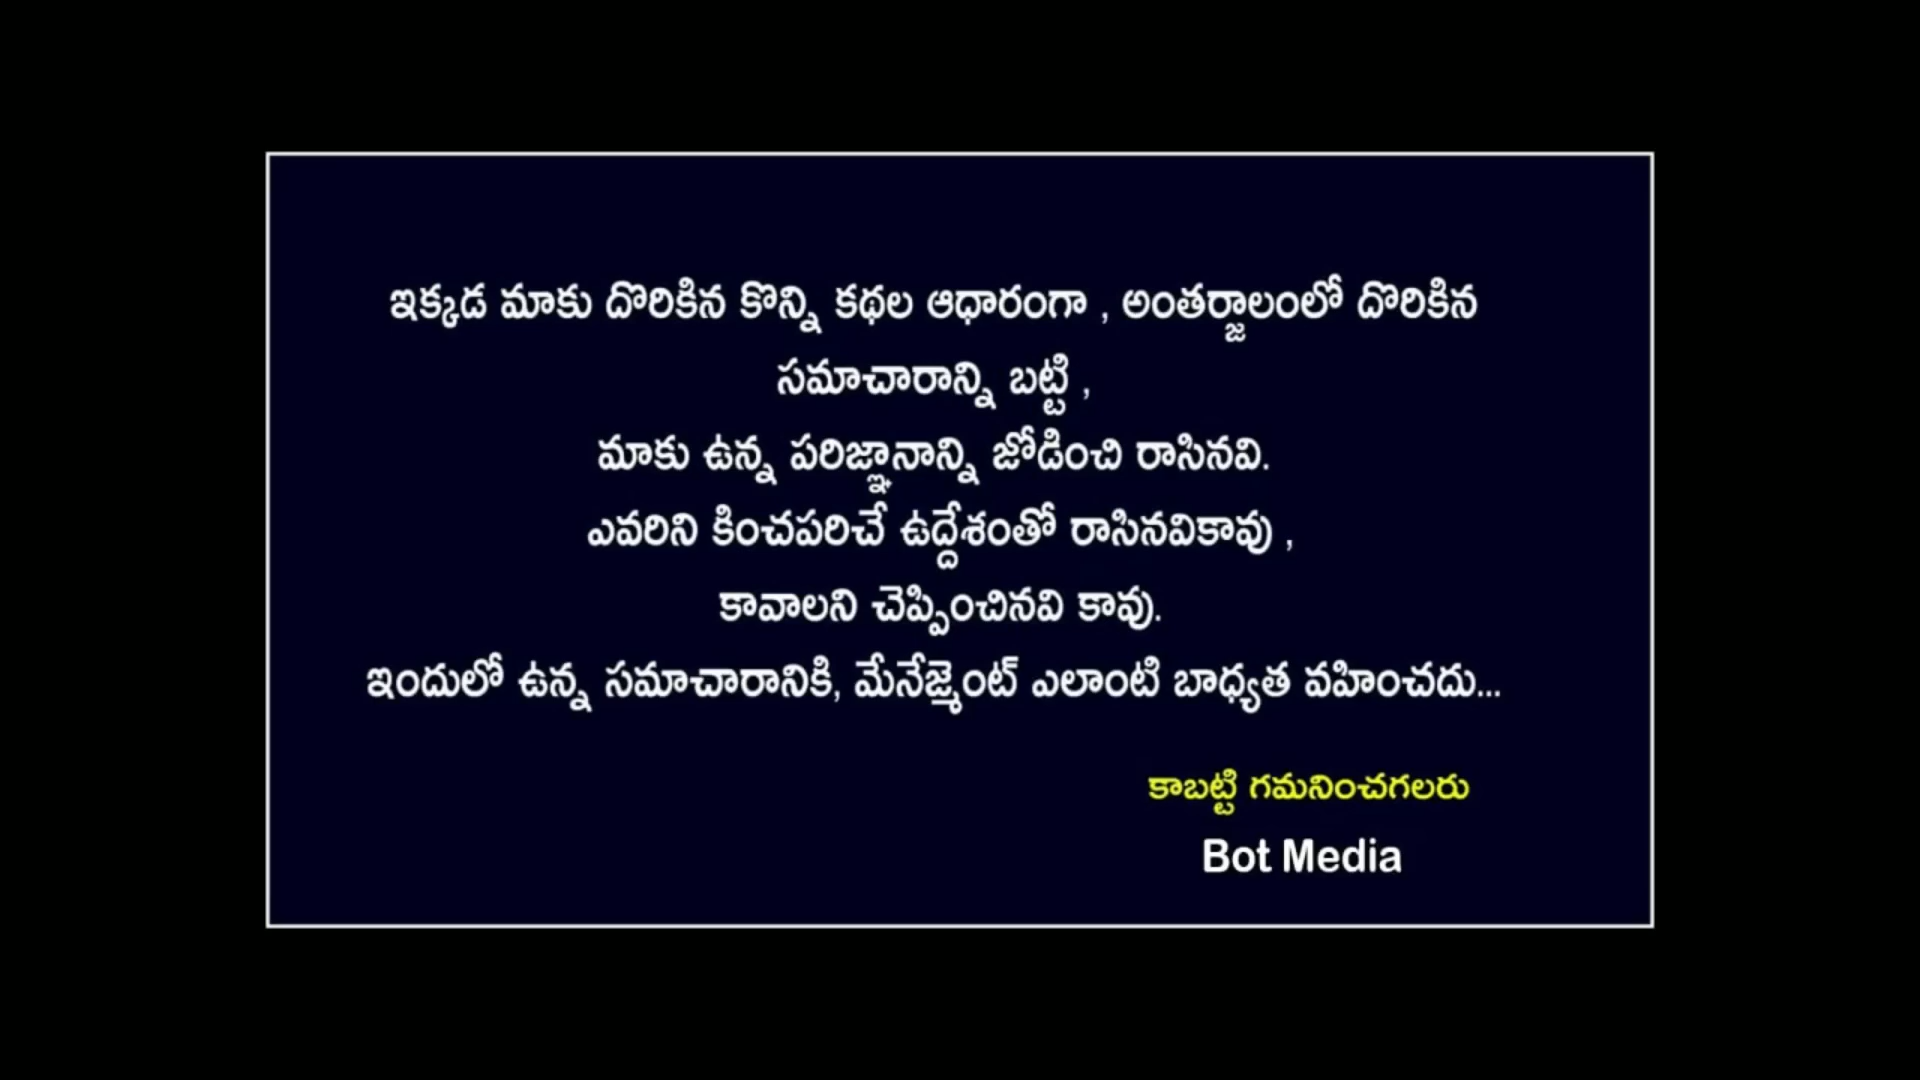 ఇక్కడ మాకు దొరికిన కొన్ని కథల ఆధారంగా , అంతర్జాలంలో దొరికిన
సమాచారాన్ని బట్టి ,
మాకు ఉన్న పరిజ్ఞానాన్ని జోడించి రాసినవి.
ఎవరిని కించపరిచే ఉద్దేశంతో రాసినవికావు ,
కావాలని చెప్పించినవి కావు.
ఇందులో ఉన్న సమాచారానికి, మేనేజ్మెంట్ ఎలాంటి బాధ్యత వహించదు...
కాబట్టి గమనించగలరు
Bot Media